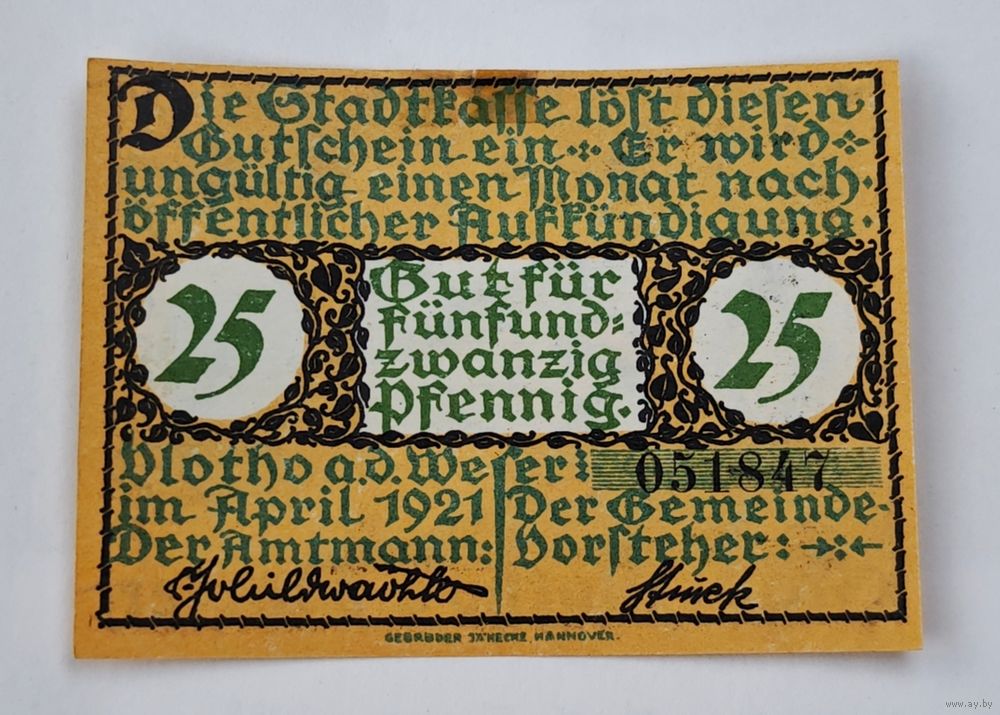 Die Stadtkasse löst diesen
Gutschein ein · Er wird
ungültig einen Monat nach
öffentlicher Aufkündigung.
25
Gut für
fünfund=
zwanzig
Pfennig.
25
Vlotho a.d. Weser:
051847
im April 1921
Der Amtmann:
Der Gemeinde-
Vorsteher:
Stuck
GEBRÜDER JÄNECKE, HANNOVER.
www.ay.by